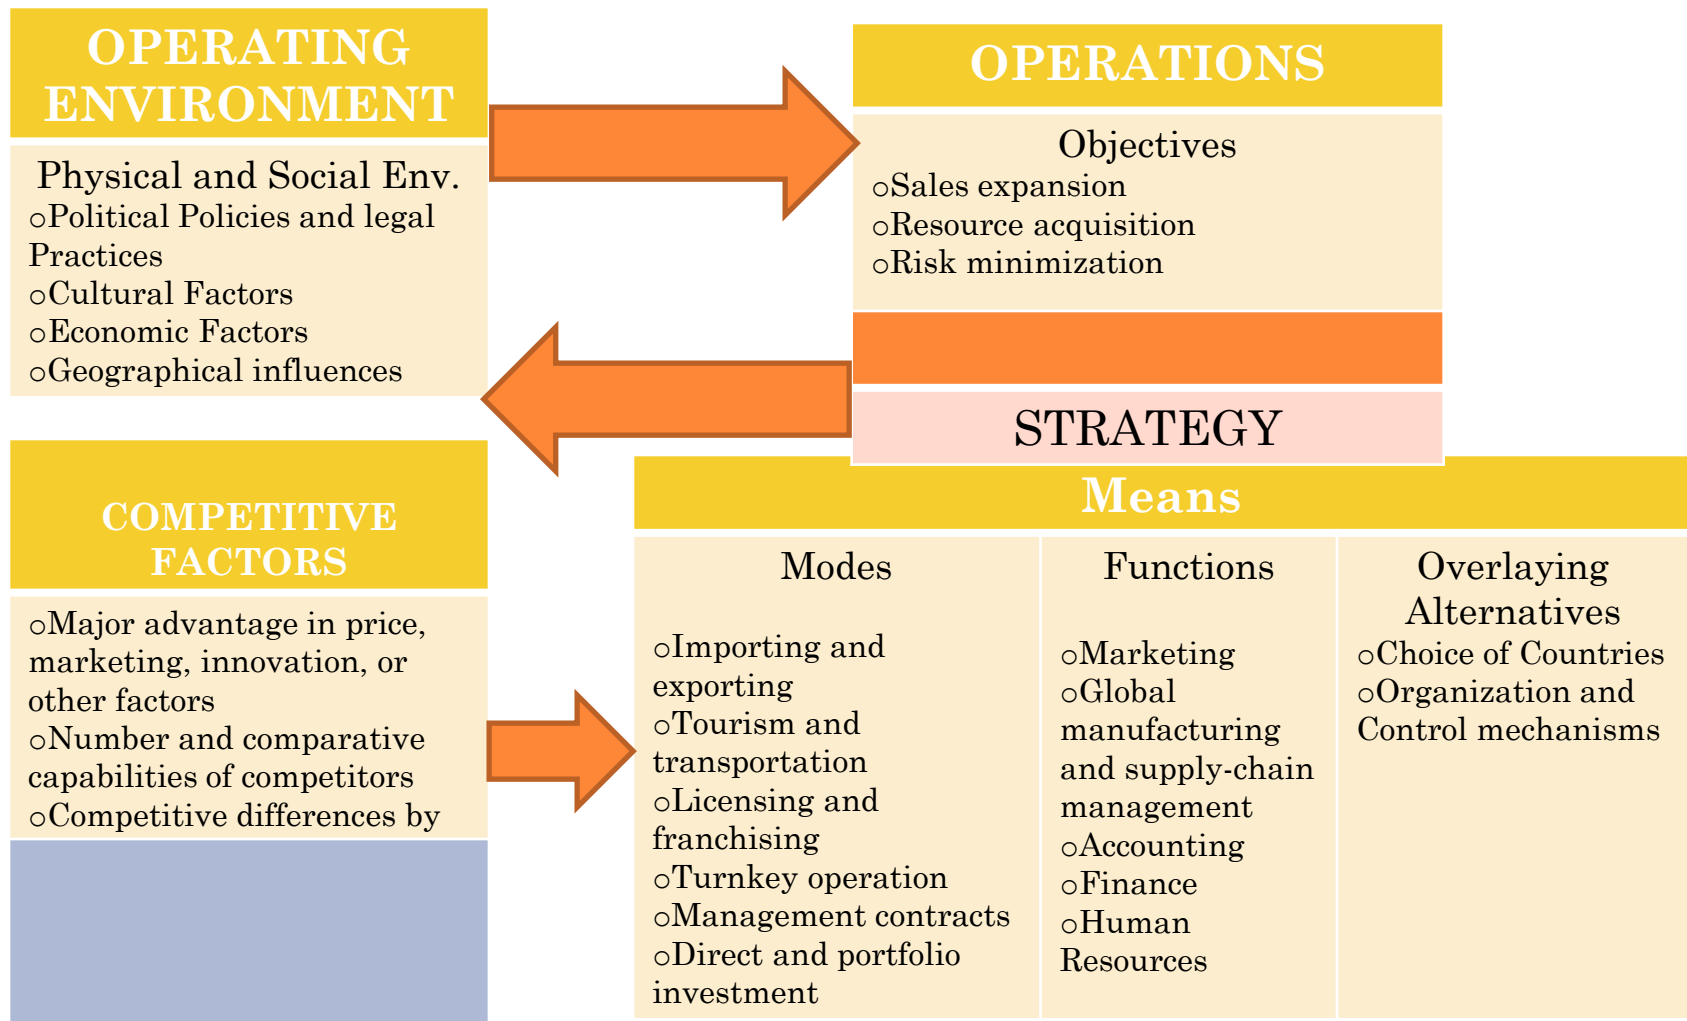 OPERATING
ENVIRONMENT
Physical and Social Env.
oPolitical Policies and legal
Practices
oCultural Factors
oEconomic Factors
oGeographical influences
OPERATIONS
Objectives
oSales expansion
oResource acquisition
oRisk minimization
STRATEGY
COMPETITIVE
FACTORS
oMajor advantage in price,
marketing, innovation, or
other factors
oNumber and comparative
capabilities of competitors
oCompetitive differences by
Means
Modes
oImporting and
exporting
oTourism and
transportation
oLicensing and
franchising
oTurnkey operation
oManagement contracts
oDirect and portfolio
investment
Functions
oMarketing
oGlobal
manufacturing
and supply-chain
management
oAccounting
oFinance
oHuman
Resources
Overlaying
Alternatives
oChoice of Countries
oOrganization and
Control mechanisms